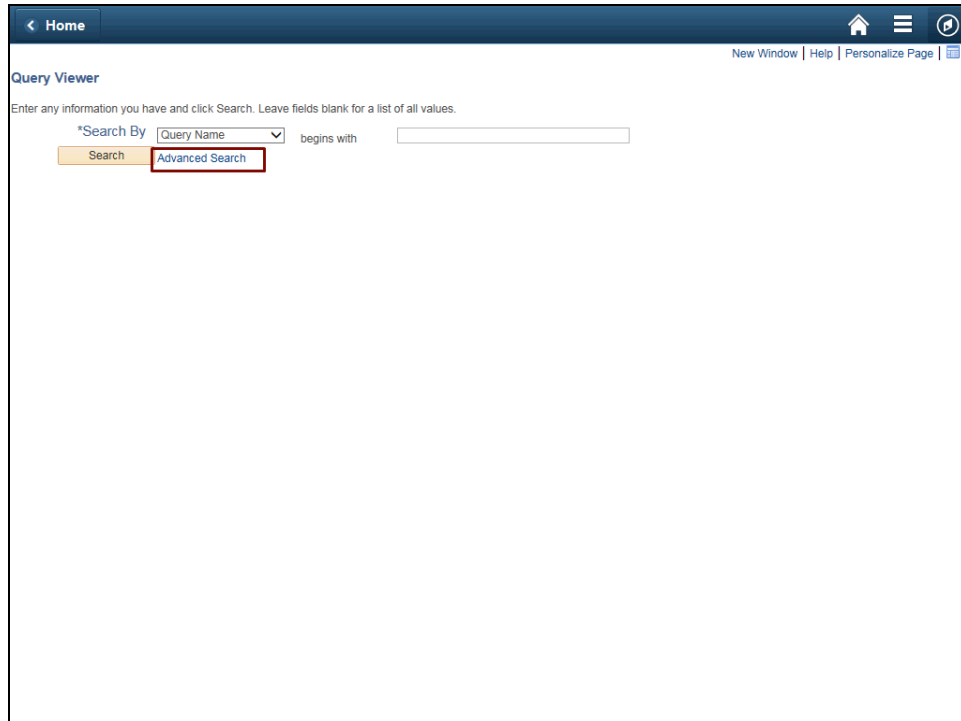 Home
New Window | Help | Personalize Page |
Query Viewer
Enter any information you have and click Search. Leave fields blank for a list of all values.
*Search By Query Name begins with
Search Advanced Search